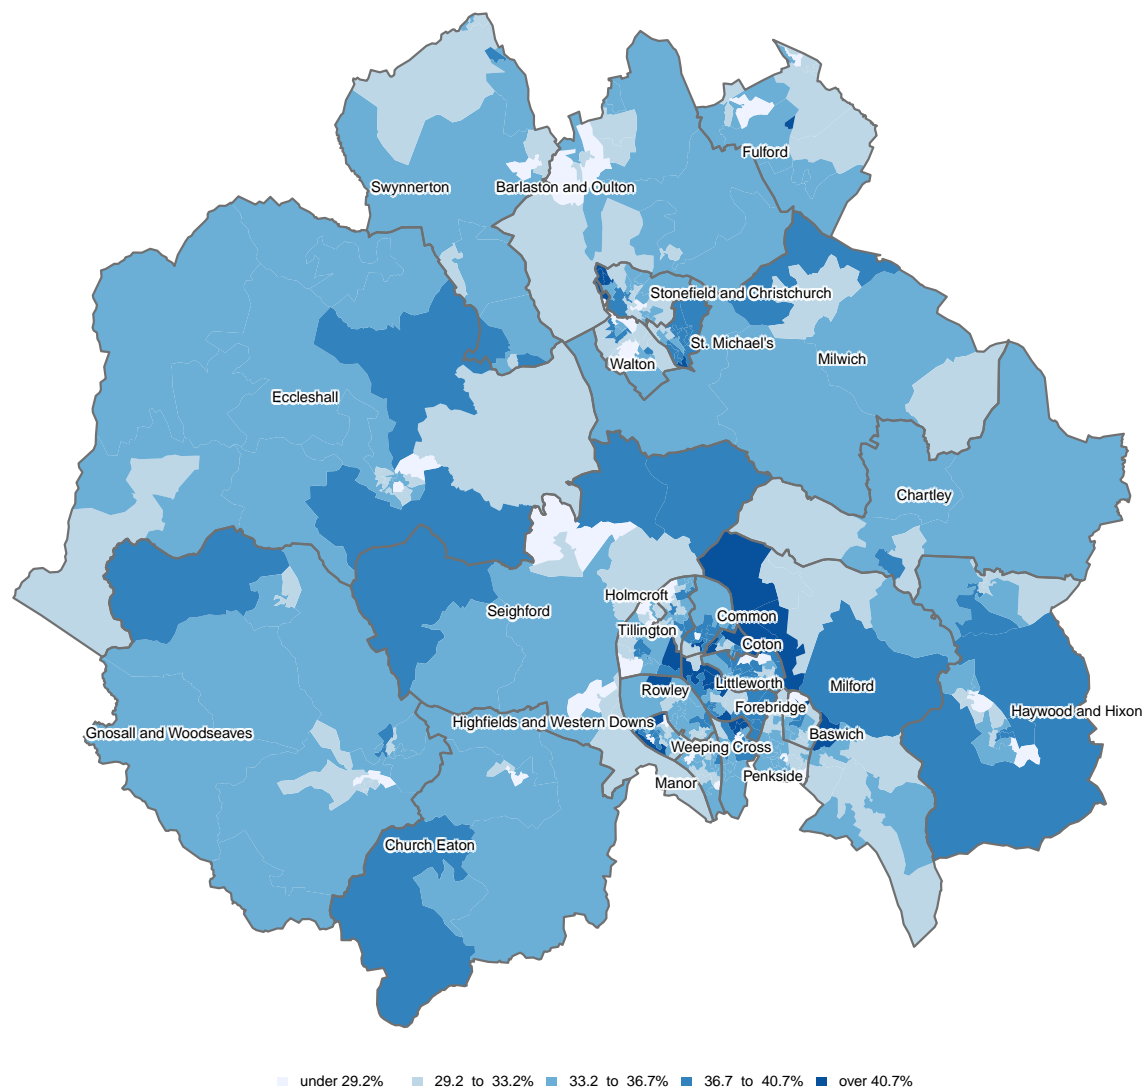 Fulford
Swynnerton
Barlaston and Oulton
Stonefield and Christchurch
St. Michael's
Milwich
Walton
Eccleshall
Chartley
Holmcroft
Seighford
Common
Tillington
Coton
Littleworth
Milford
Rowley
Forebridge
Haywood and Hixon
Highfields and Western Downs
Gnosall and Woodseaves
Baswich
Weeping Cross
Penkside
Manor
Church Eaton
under 29.2% 29.2 to 33.2% 33.2 to 36.7% 36.7 to 40.7% over 40.7%